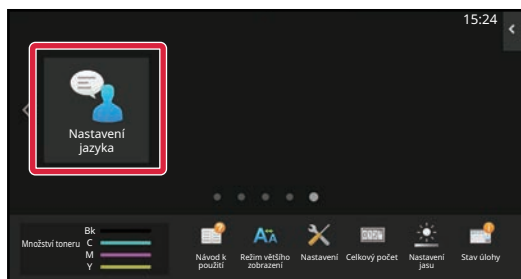 15:24
Nastavení
jazyka
Množství toneru
Bk
C
M
Y
Návod k
použití
Režim většího
zobrazení
Nastavení
Celkový počet
Nastavení
jasu
Stav úlohy